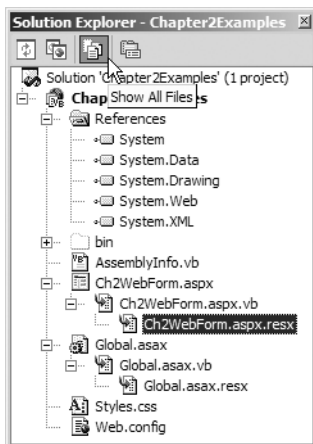 Solution Explorer - Chapter2Examples
Solution 'Chapter2Examples' (1 project)
Show All Files
References
System
System.Data
System.Drawing
System.Web
System.XML
bin
AssemblyInfo.vb
Ch2WebForm.aspx
Ch2WebForm.aspx.vb
Ch2WebForm.aspx.resx
Global.asax
Global.asax.vb
Global.asax.resx
Styles.css
Web.config